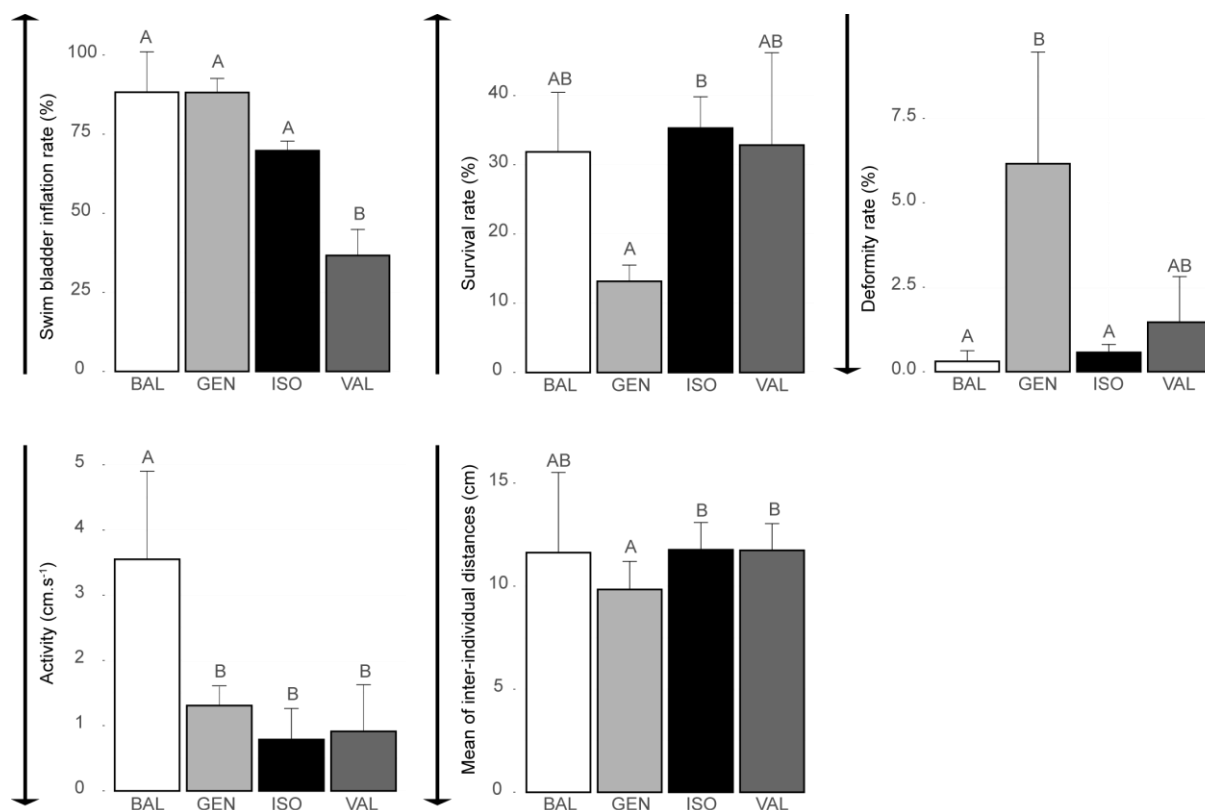 Swim bladder inflation rate (%)
100
75
50
25
0
A
A
A
B
BAL GEN ISO VAL
Survival rate (%)
40
30
20
10
0
AB
A
B
AB
BAL GEN ISO VAL
Deformity rate (%)
7.5
5.0
2.5
0.0
A
B
A
AB
BAL GEN ISO VAL
Activity (cm.s⁻¹)
5
4
3
2
1
0
A
B
B
B
BAL GEN ISO VAL
Mean of inter-individual distances (cm)
15
10
5
0
AB
A
B
B
BAL GEN ISO VAL